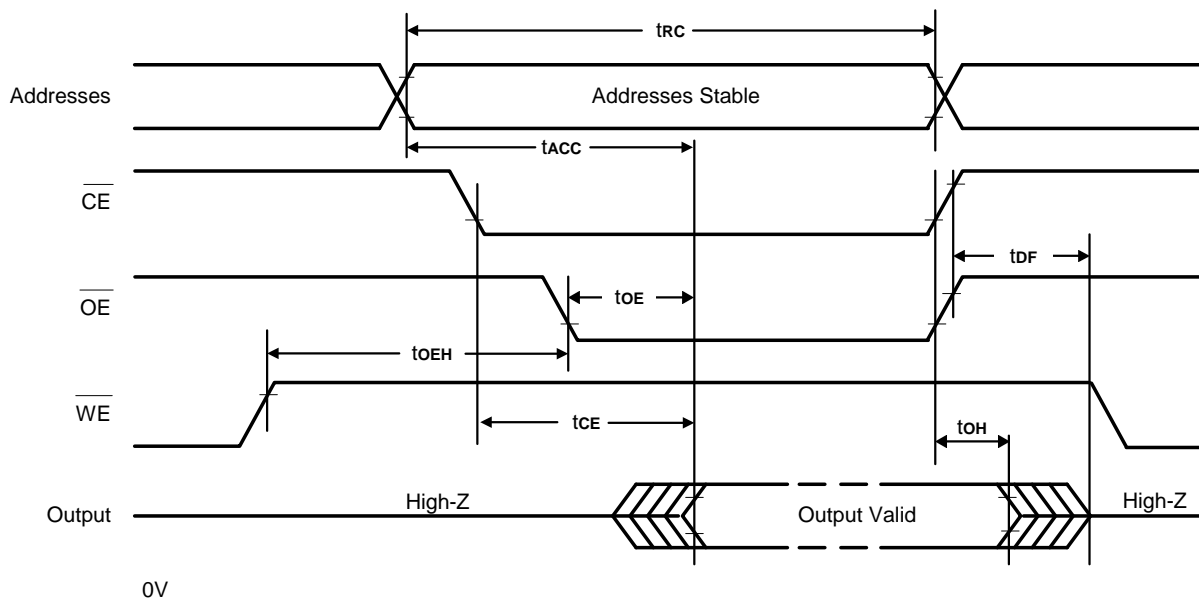 tRC
Addresses
Addresses Stable
tACC
CE
tDF
OE
tOE
tOEH
WE
tCE
tOH
High-Z
Output
Output Valid
High-Z
0V